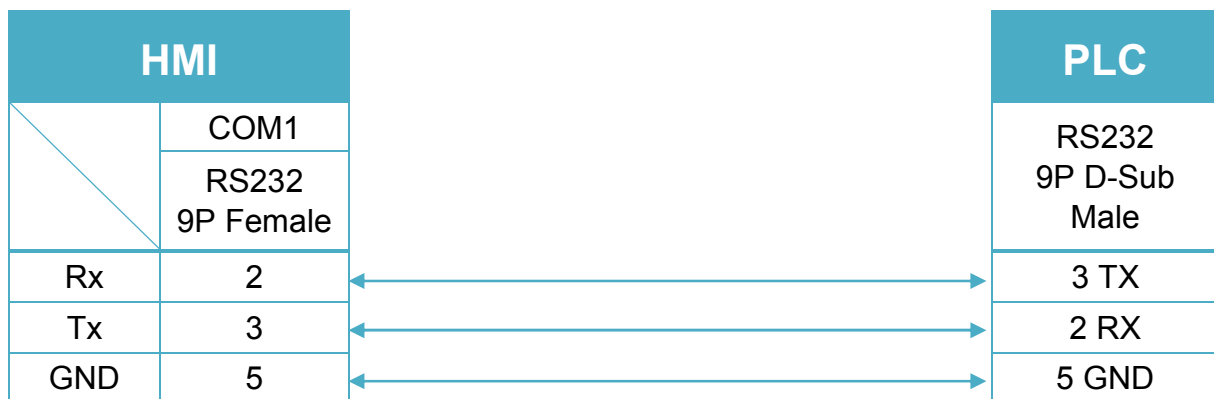 HMI
PLC
COM1
RS232
9P Female
RS232
9P D-Sub
Male
Rx 2 3 TX
Tx 3 2 RX
GND 5 5 GND